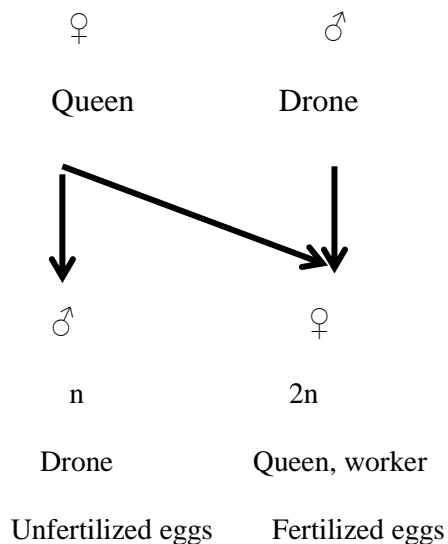 ♀ ♂
Queen Drone
♂ ♀
n 2n
Drone Queen, worker
Unfertilized eggs Fertilized eggs